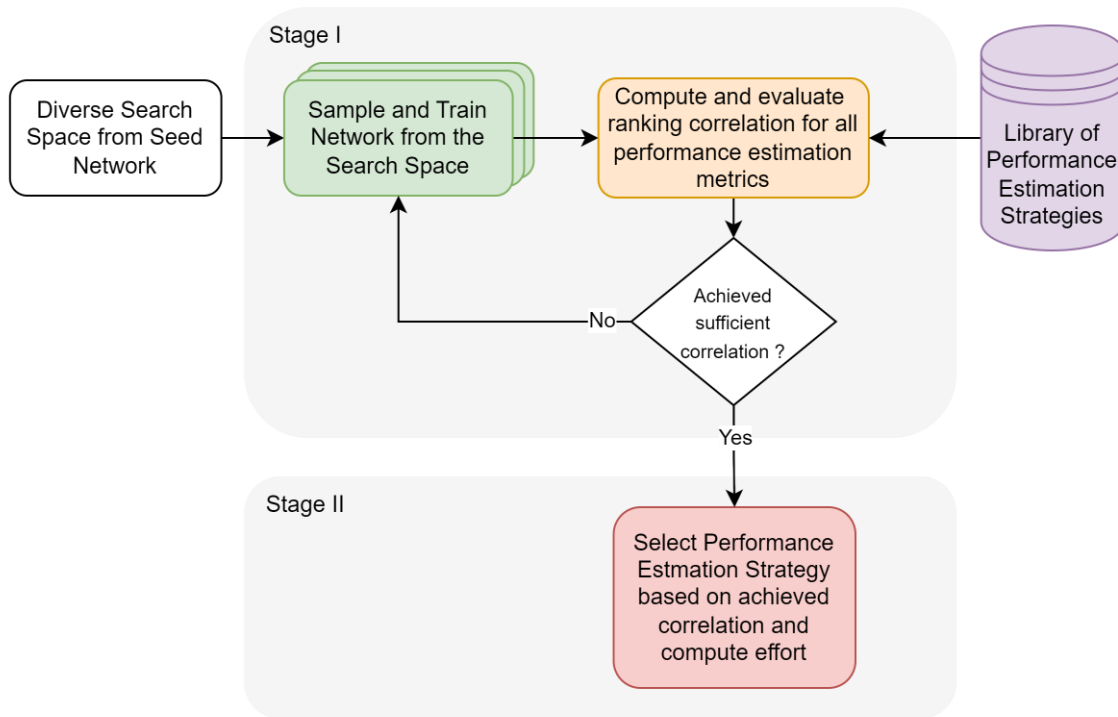 Stage I
Diverse Search
Space from Seed
Network
Sample and Train
Network from the
Search Space
Compute and evaluate
ranking correlation for all
performance estimation
metrics
Library of
Performance
Estimation
Strategies
Achieved
sufficient
correlation ?
No
Yes
Stage II
Select Performance
Estmation Strategy
based on achieved
correlation and
compute effort